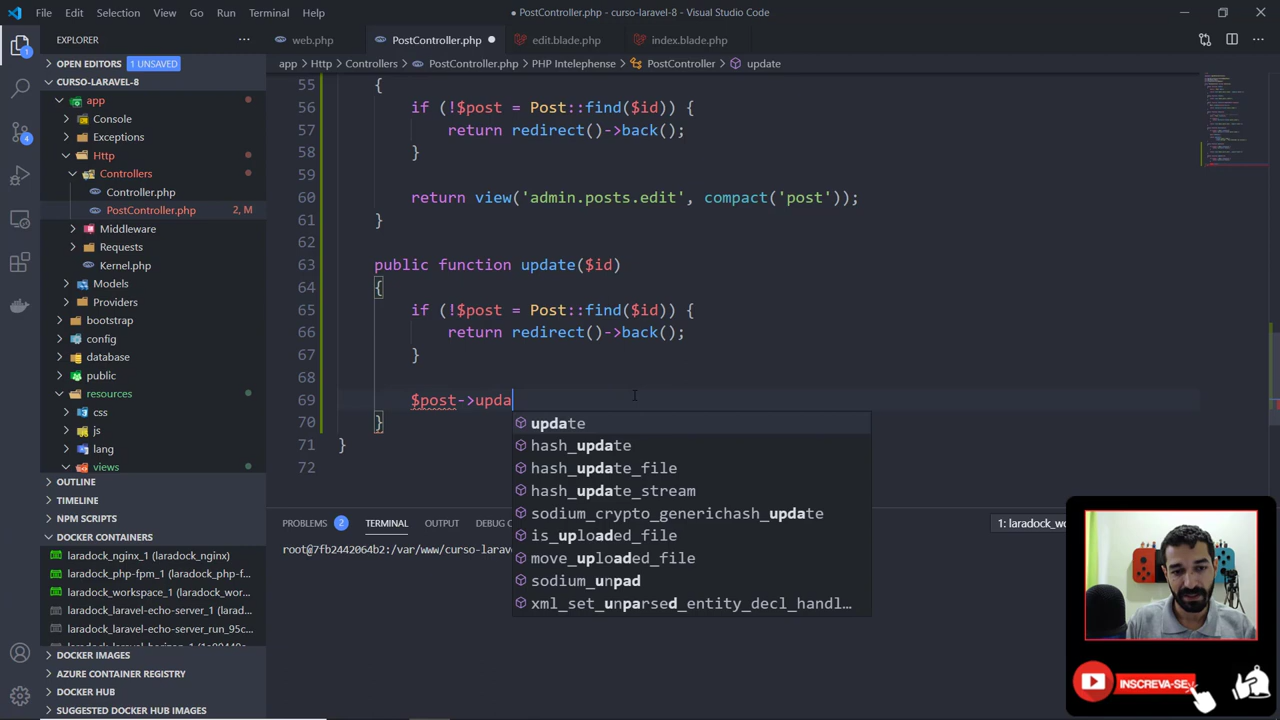 File Edit Selection View Go Run Terminal Help
● PostController.php - curso-laravel-8 - Visual Studio Code
EXPLORER
web.php PostController.php edit.blade.php index.blade.php
app > Http > Controllers > PostController.php > PHP Intelephense > PostController > update
OPEN EDITORS 1 UNSAVED
CURSO-LARAVEL-8
app
Console
Exceptions
Http
Controllers
Controller.php
PostController.php 2, M
Middleware
Requests
Kernel.php
Models
Providers
bootstrap
config
database
public
resources
css
js
lang
views
OUTLINE
TIMELINE
NPM SCRIPTS
DOCKER CONTAINERS
laradock_nginx_1 (laradock_nginx)
laradock_php-fpm_1 (laradock_php-f...
laradock_workspace_1 (laradock_wor...
laradock_laravel-echo-server_1 (larad...
laradock_laravel-echo-server_run_95c...
DOCKER IMAGES
AZURE CONTAINER REGISTRY
DOCKER HUB
SUGGESTED DOCKER HUB IMAGES
1
4
55 {
56 if (!$post = Post::find($id)) {
57 return redirect()->back();
58 }
59
60 return view('admin.posts.edit', compact('post'));
61 }
62
63 public function update($id)
64 {
65 if (!$post = Post::find($id)) {
66 return redirect()->back();
67 }
68
69 $post->upda
70 }
71 }
72
update
hash_update
hash_update_file
hash_update_stream
sodium_crypto_generichash_update
is_uploaded_file
move_uploaded_file
sodium_unpad
xml_set_unparsed_entity_decl_handl...
PROBLEMS 2 TERMINAL OUTPUT DEBUG C
1: laradock_wo
root@7fb2442064b2:/var/www/curso-larave
INSCREVA-SE